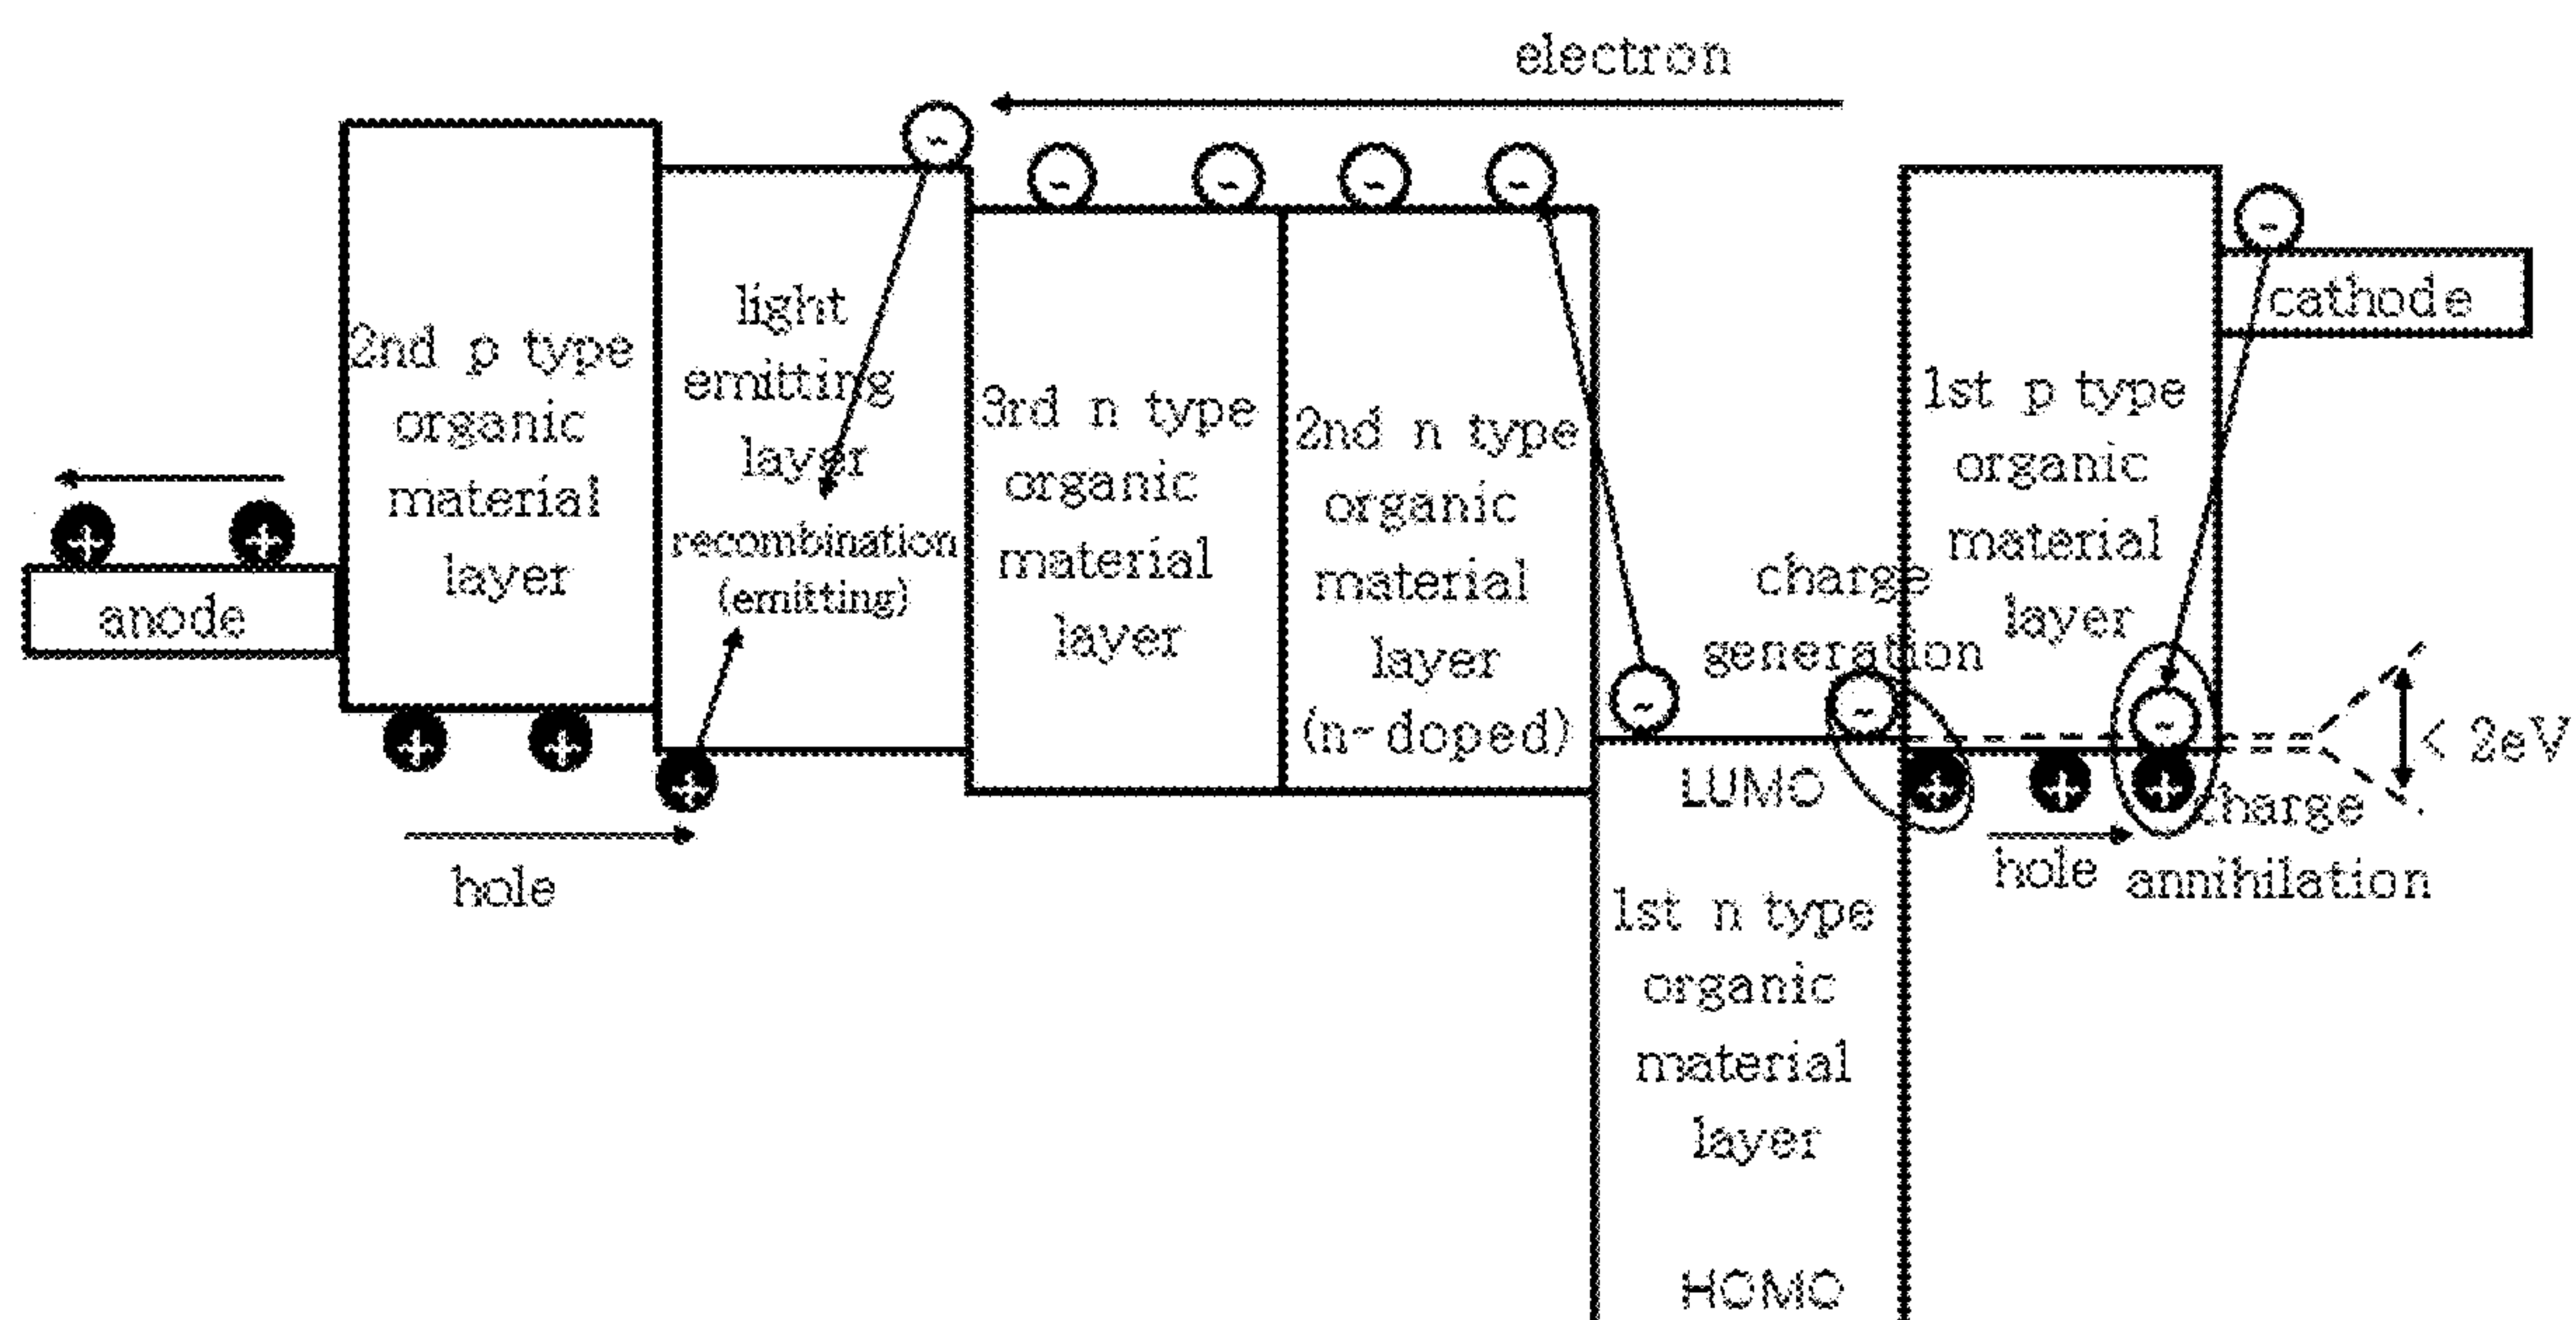 electron
2nd p type
organic
material
layer
anode
hole
light
emitting
layer
recombination
(emitting)
3rd n type
organic
material
layer
2nd n type
organic
material
layer
(n-doped)
charge
generation
LUMO
1st n type
organic
material
layer
HOMO
1st p type
organic
material
layer
hole
cathode
< 2eV
charge
annihilation